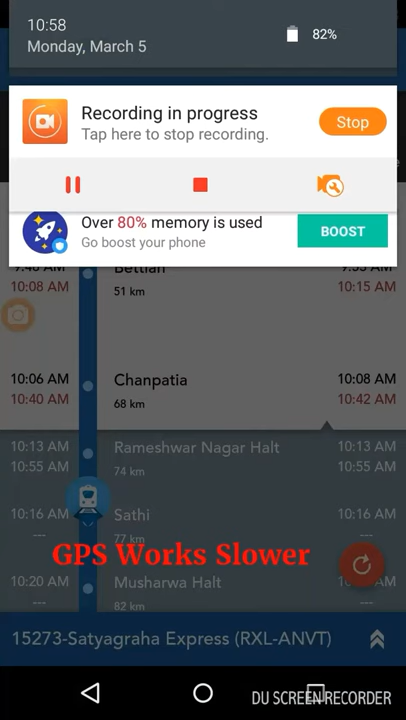 10:58
Monday, March 5
82%
Recording in progress
Stop
Tap here to stop recording.
Over 80% memory is used
BOOST
Go boost your phone
Bettiah
10:08 AM 51 km 10:15 AM
10:06 AM Chanpatia 10:08 AM
10:40 AM 68 km 10:42 AM
10:13 AM Rameshwar Nagar Halt 10:13 AM
10:55 AM 74 km 10:55 AM
10:16 AM Sathi 10:16 AM
--- 77 km ---
GPS Works Slower
10:20 AM Musharwa Halt
--- 82 km ---
15273-Satyagraha Express (RXL-ANVT)
DU SCREEN RECORDER